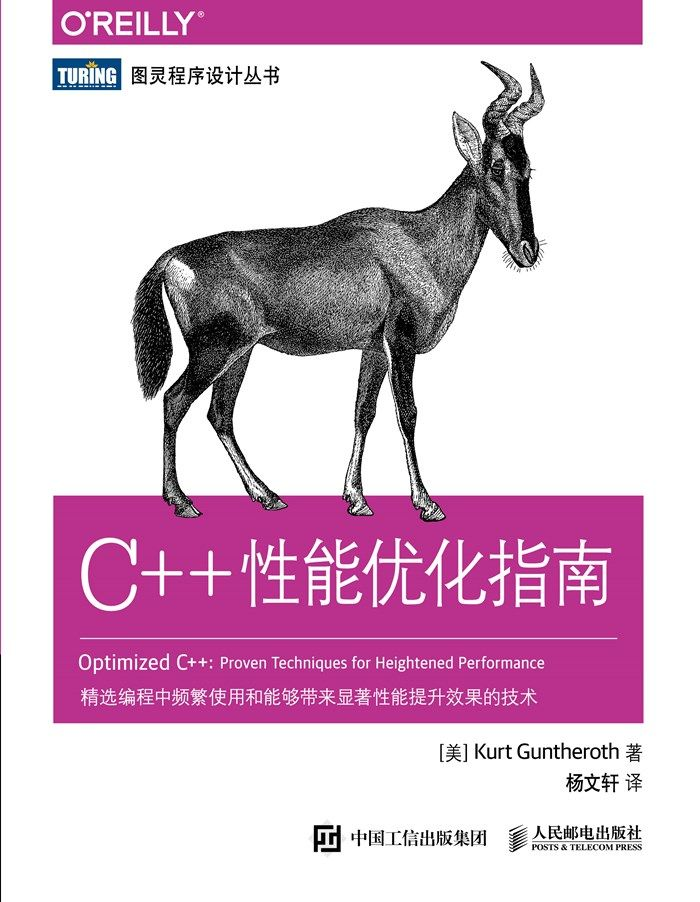 O'REILLY®
TURING 图灵程序设计丛书
C++性能优化指南
Optimized C++: Proven Techniques for Heightened Performance
精选编程中频繁使用和能够带来显著性能提升效果的技术
[美] Kurt Guntheroth 著
杨文轩 译
中国工信出版集团
人民邮电出版社
POSTS & TELECOM PRESS